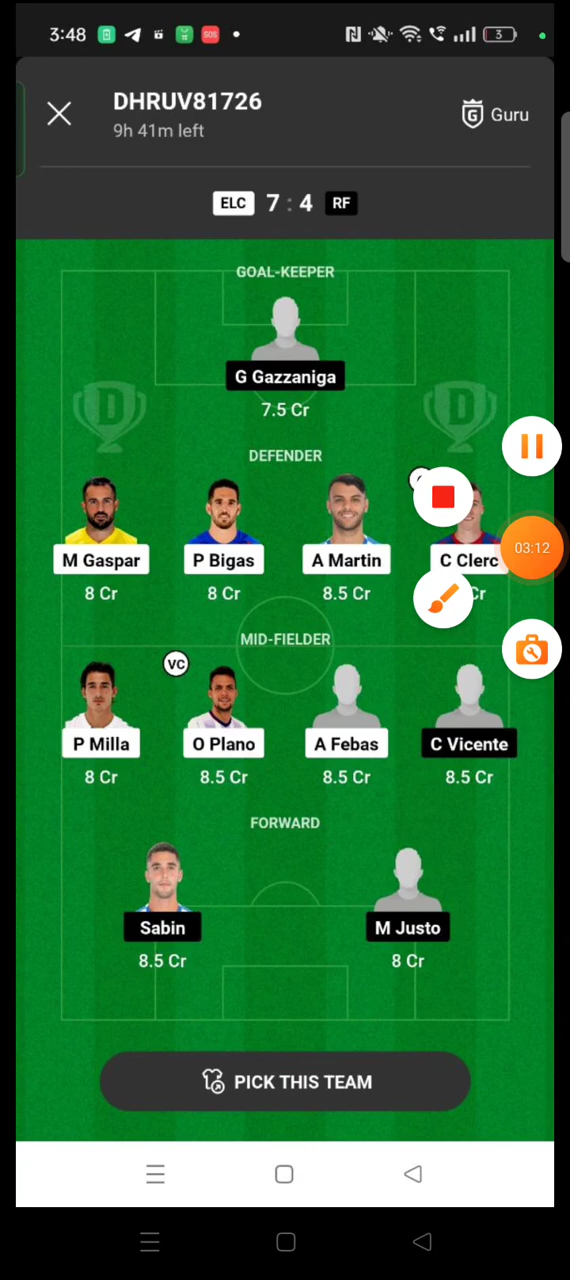 3:48
SOS
3
DHRUV81726
9h 41m left
G
Guru
ELC 7 : 4 RF
GOAL-KEEPER
G Gazzaniga
7.5 Cr
D D
DEFENDER
M Gaspar P Bigas A Martin C Clerc
8 Cr 8 Cr 8.5 Cr Cr
03:12
MID-FIELDER
VC
P Milla O Plano A Febas C Vicente
8 Cr 8.5 Cr 8.5 Cr 8.5 Cr
FORWARD
Sabin M Justo
8.5 Cr 8 Cr
PICK THIS TEAM